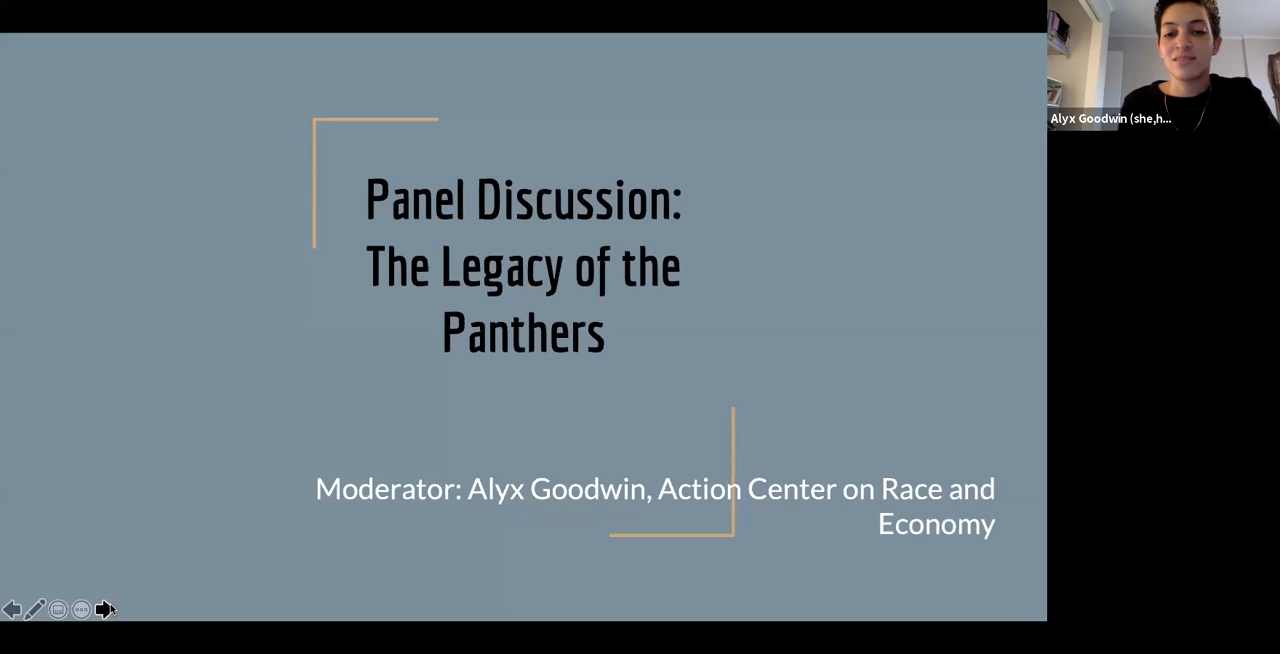 Panel Discussion:
The Legacy of the
Panthers
Moderator: Alyx Goodwin, Action Center on Race and
Economy
Alyx Goodwin (she,h...